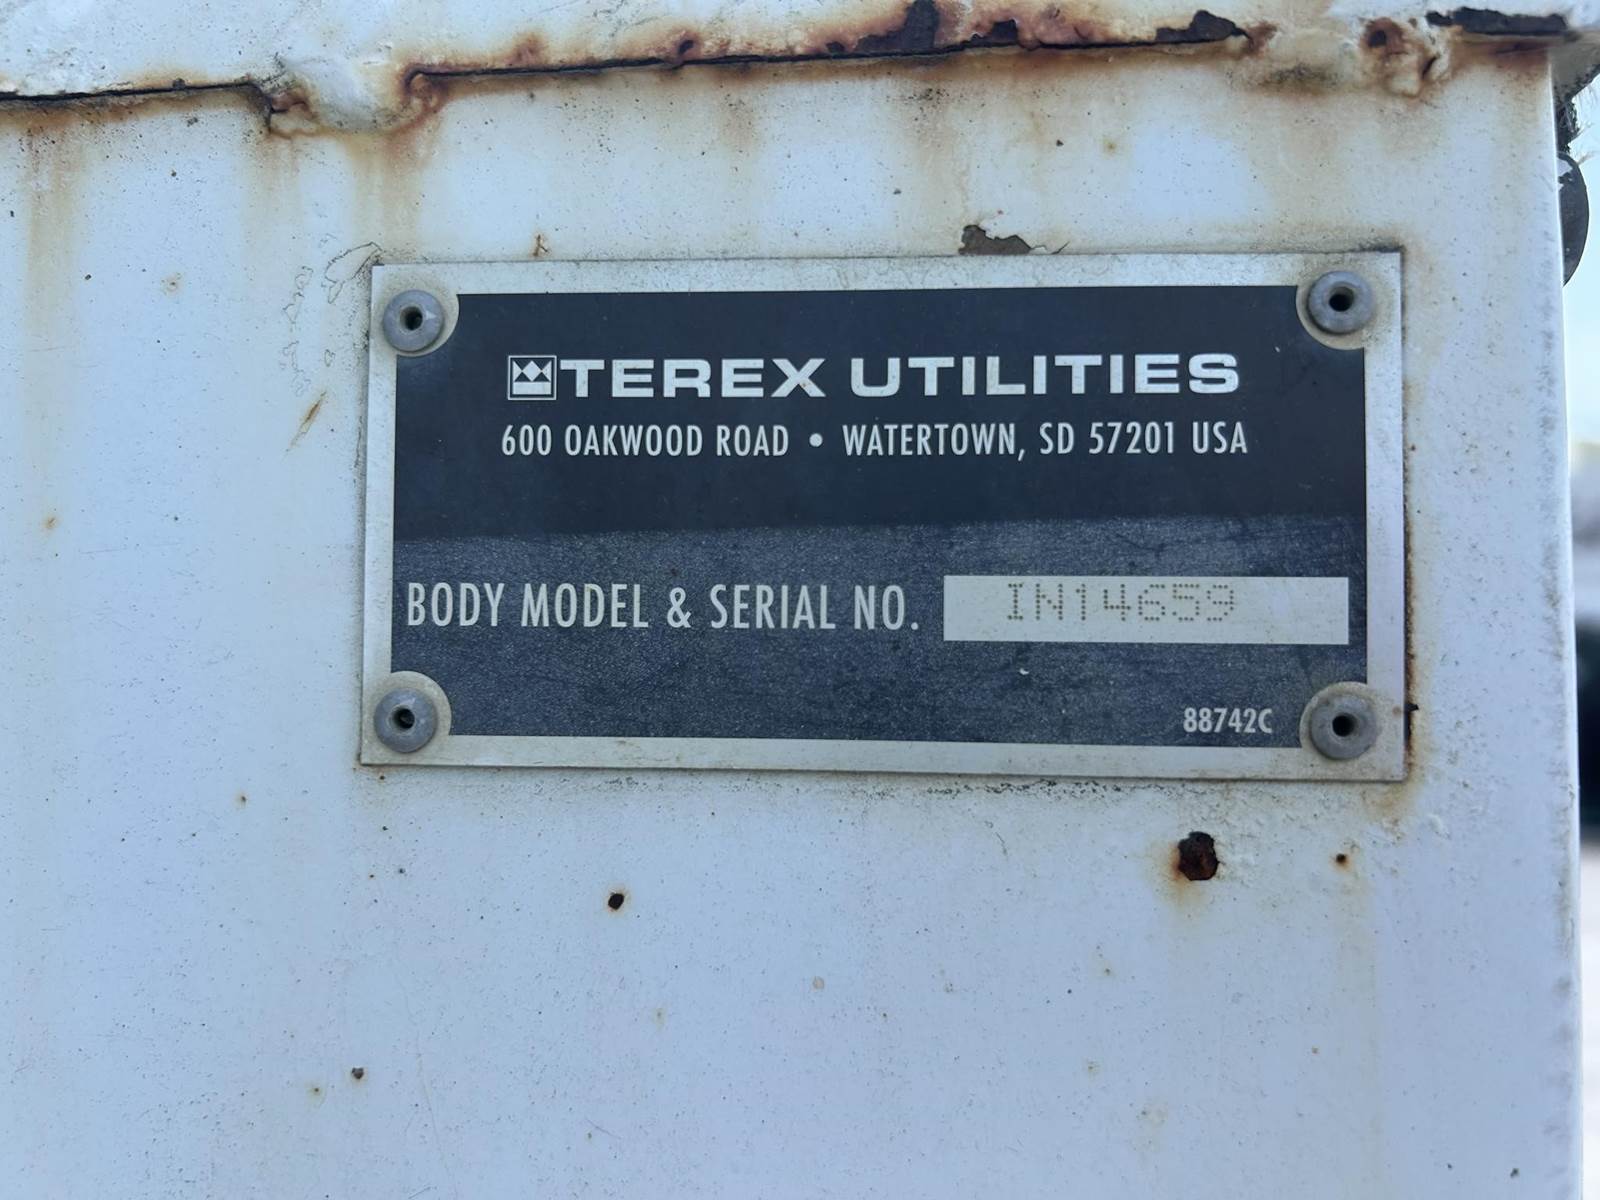 TEREX UTILITIES
600 OAKWOOD ROAD • WATERTOWN, SD 57201 USA
BODY MODEL & SERIAL NO. IN14659
88742C